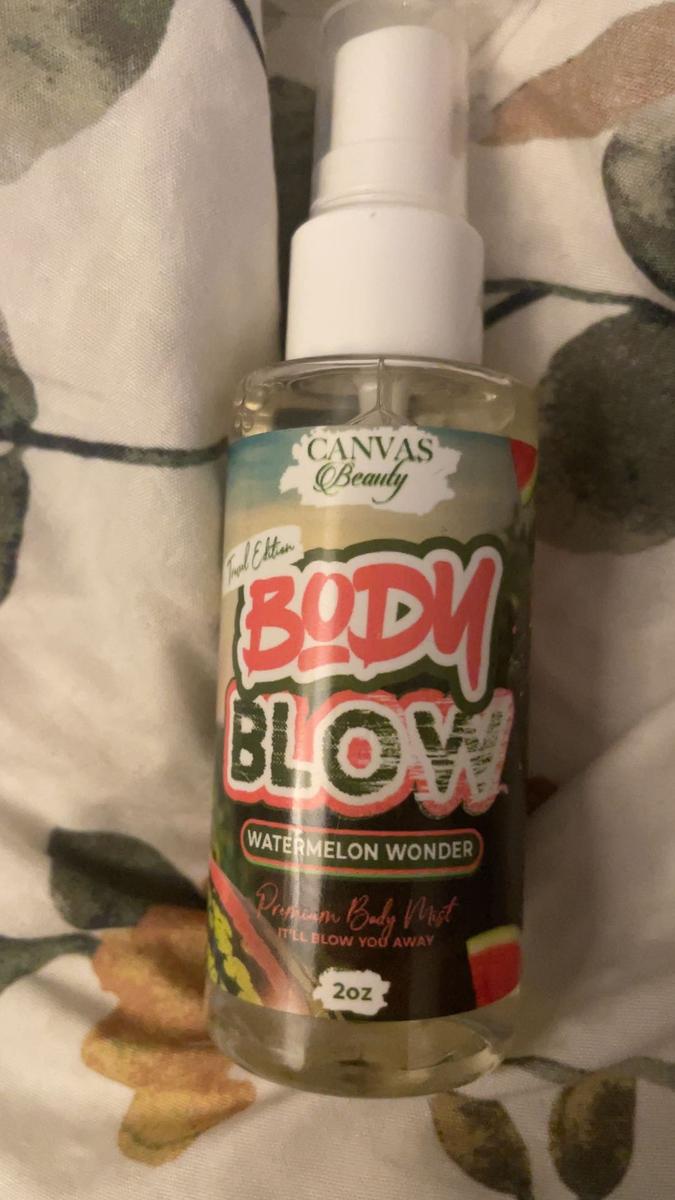 CANVAS
Beauty
Travel Edition
BODY
BLOW
WATERMELON WONDER
Premium Body Mist
IT'LL BLOW YOU AWAY
2oz